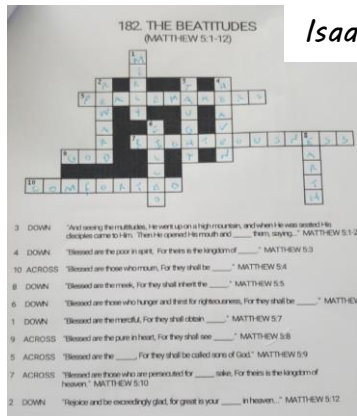 182. THE BEATITUDES
(MATTHEW 5:1-12)
Isaa
3 DOWN "And seeing the multitudes, He went up on a high mountain, and when He was seated His
disciples came to Him. Then He opened His mouth and _____ them, saying..." MATTHEW 5:1-2
4 DOWN "Blessed are the poor in spirit, For theirs is the kingdom of _____." MATTHEW 5:3
10 ACROSS "Blessed are those who mourn, For they shall be _____." MATTHEW 5:4
8 DOWN "Blessed are the meek, For they shall inherit the _____." MATTHEW 5:5
6 DOWN "Blessed are those who hunger and thirst for righteousness, For they shall be _____." MATTHEW
1 DOWN "Blessed are the merciful, For they shall obtain _____." MATTHEW 5:7
9 ACROSS "Blessed are the pure in heart, For they shall see _____." MATTHEW 5:8
5 ACROSS "Blessed are the _____, For they shall be called sons of God." MATTHEW 5:9
7 ACROSS "Blessed are those who are persecuted for _____ sake, For theirs is the kingdom of
heaven." MATTHEW 5:10
2 DOWN "Rejoice and be exceedingly glad, for great is your _____ in heaven..." MATTHEW 5:12